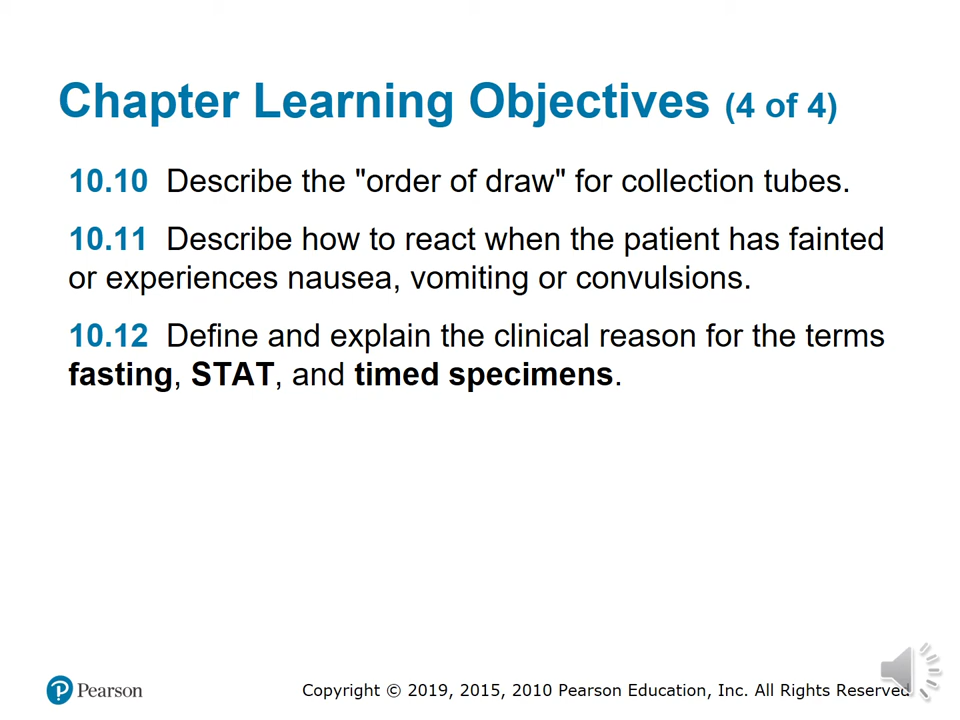 Chapter Learning Objectives (4 of 4)
10.10 Describe the "order of draw" for collection tubes.
10.11 Describe how to react when the patient has fainted
or experiences nausea, vomiting or convulsions.
10.12 Define and explain the clinical reason for the terms
fasting, STAT, and timed specimens.
Pearson
Copyright © 2019, 2015, 2010 Pearson Education, Inc. All Rights Reserved